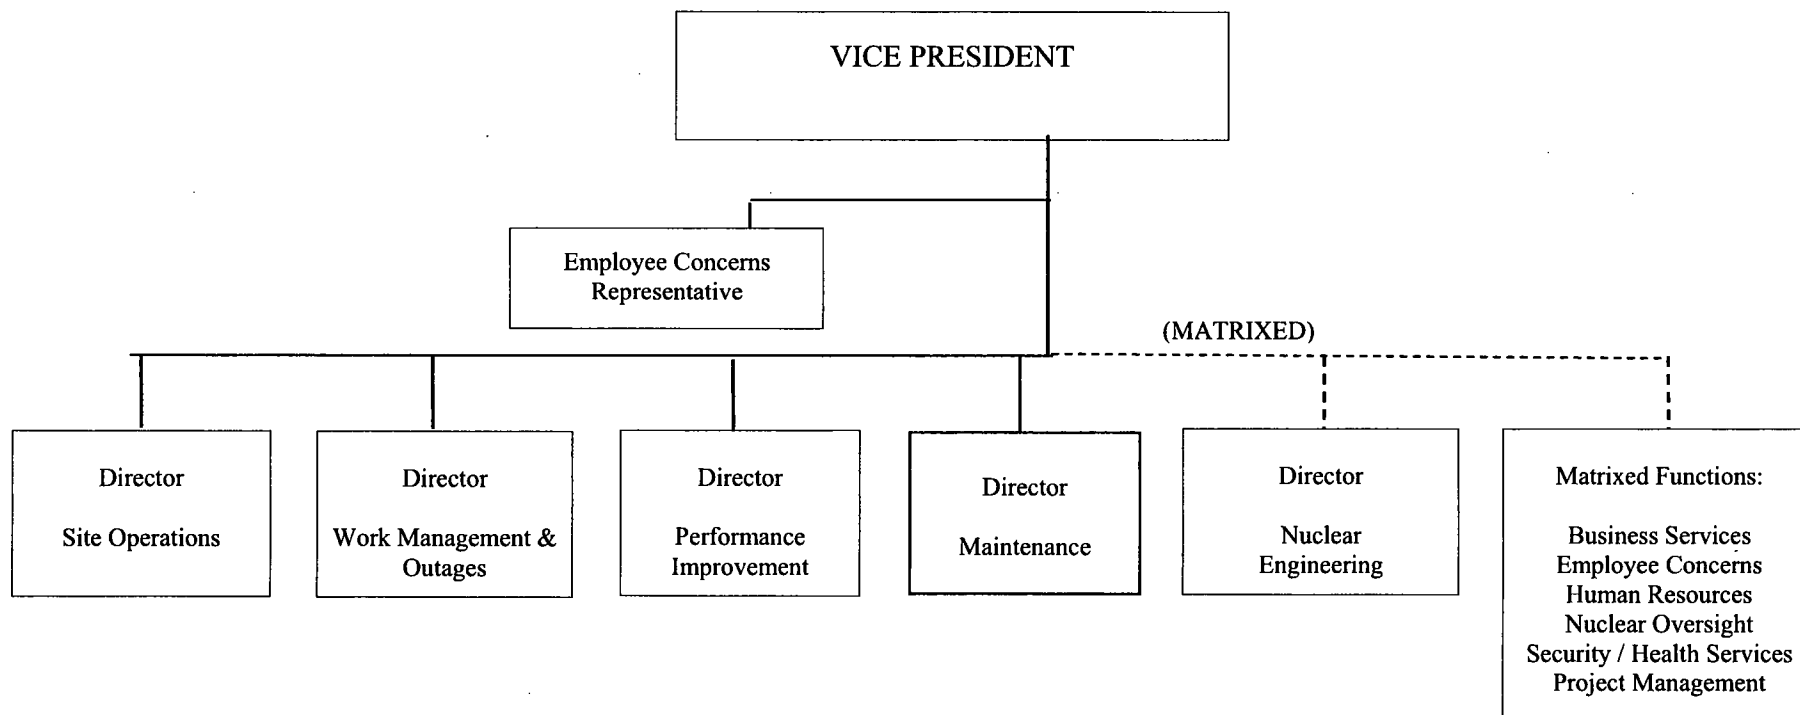 VICE PRESIDENT
Employee Concerns
Representative
(MATRIXED)
Director
Site Operations
Director
Work Management &
Outages
Director
Performance
Improvement
Director
Maintenance
Director
Nuclear
Engineering
Matrixed Functions:
Business Services
Employee Concerns
Human Resources
Nuclear Oversight
Security / Health Services
Project Management